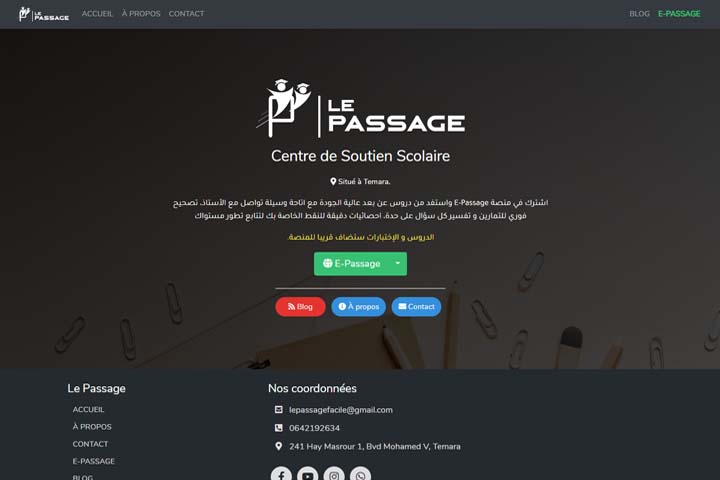 LE PASSAGE ACCUEIL À PROPOS CONTACT BLOG E-PASSAGE
LE
PASSAGE
Centre de Soutien Scolaire
Situé à Temara.
اشترك في منصة E-Passage واستفد من دروس عن بعد عالية الجودة مع اتاحة وسيلة تواصل مع الأستاذ، تصحيح
فوري للتمارين و تفسير كل سؤال على حدة، احصائيات دقيقة للنقط الخاصة بك لتتابع تطور مستواك
الدروس و الإختبارات ستضاف قريبا للمنصة.
E-Passage
Blog À propos Contact
Le Passage
ACCUEIL
À PROPOS
CONTACT
E-PASSAGE
BLOG
Nos coordonnées
lepassagefacile@gmail.com
0642192634
241 Hay Masrour 1, Bvd Mohamed V, Temara